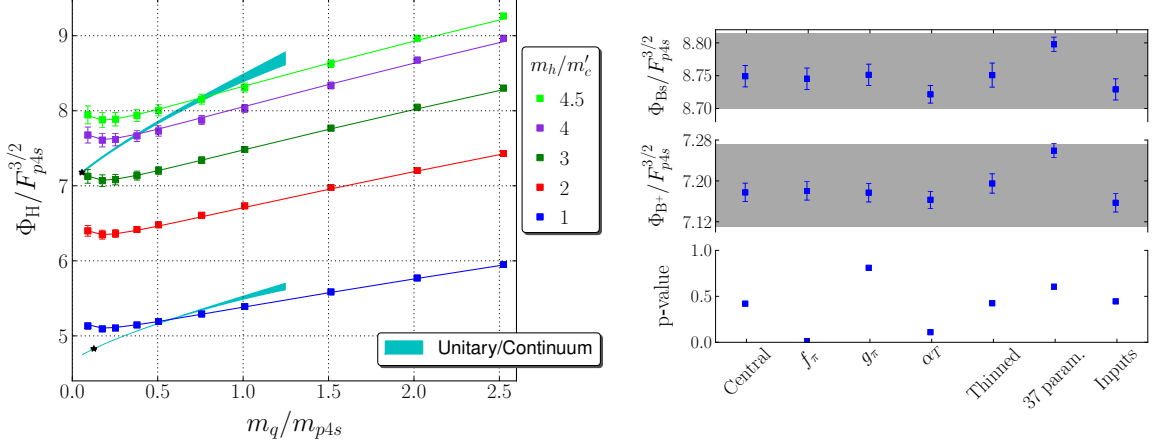 9
8
7
6
5
Φ_H/F_{p4s}^{3/2}
0.0 0.5 1.0 1.5 2.0 2.5
m_q/m_{p4s}
m_h/m′_c
4.5
4
3
2
1
Unitary/Continuum
8.80
8.75
8.70
Φ_{Bs}/F_{p4s}^{3/2}
7.28
7.20
7.12
Φ_{B+}/F_{p4s}^{3/2}
1.0
0.5
0.0
p-value
Central f_π g_π α_T Thinned 37 param. Inputs